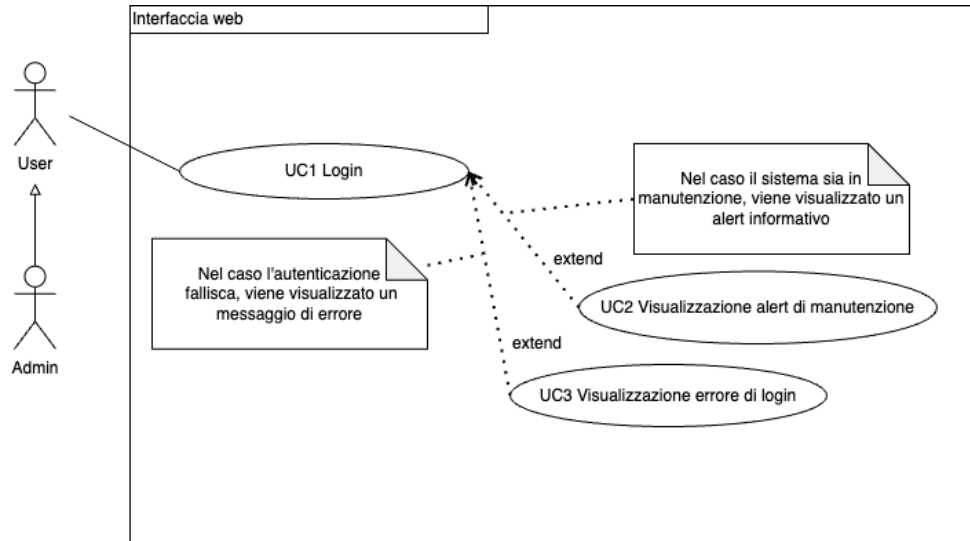 Interfaccia web
User
UC1 Login
Nel caso il sistema sia in
manutenzione, viene visualizzato un
alert informativo
Nel caso l'autenticazione
fallisca, viene visualizzato un
messaggio di errore
extend
UC2 Visualizzazione alert di manutenzione
extend
Admin
UC3 Visualizzazione errore di login